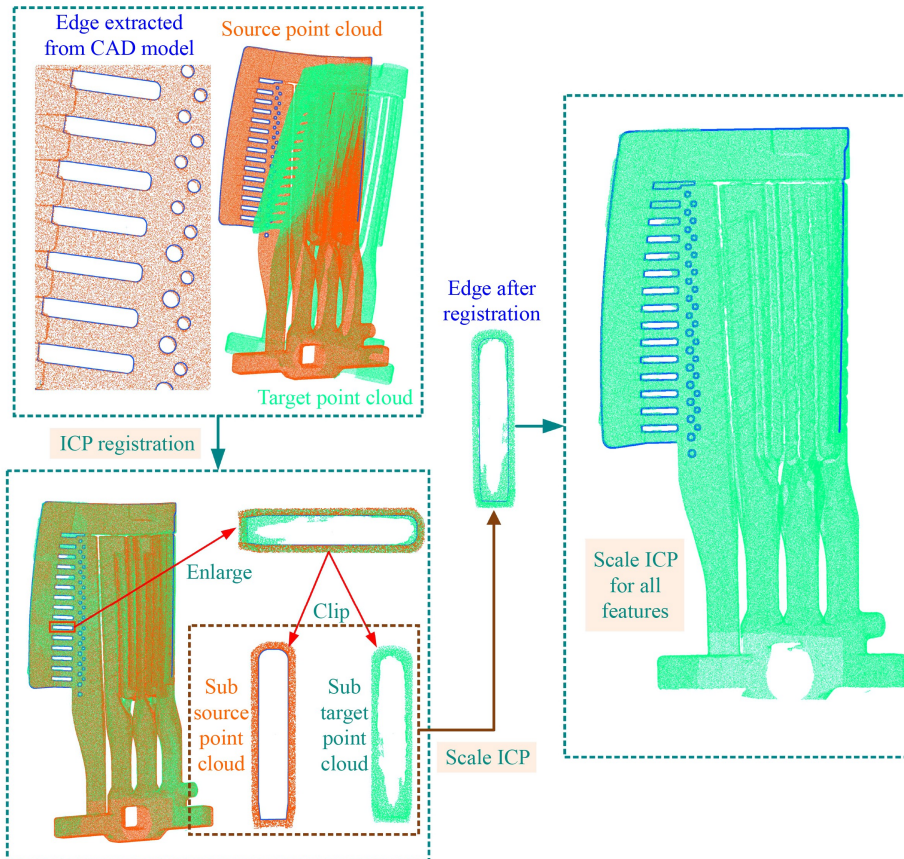 Edge extracted
from CAD model
Source point cloud
Target point cloud
ICP registration
Enlarge
Clip
Sub
source
point
cloud
Sub
target
point
cloud
Scale ICP
Edge after
registration
Scale ICP
for all
features